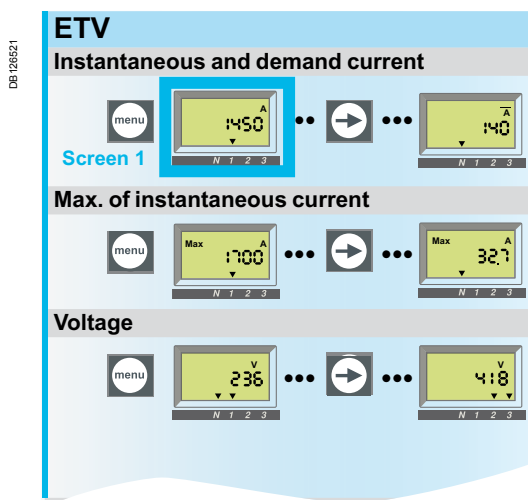 DB126521
ETV
Instantaneous and demand current
menu
A
1450
N 1 2 3
A
140
N 1 2 3
Screen 1
Max. of instantaneous current
menu
Max A
1700
N 1 2 3
Max A
32.7
N 1 2 3
Voltage
menu
V
236
N 1 2 3
V
418
N 1 2 3